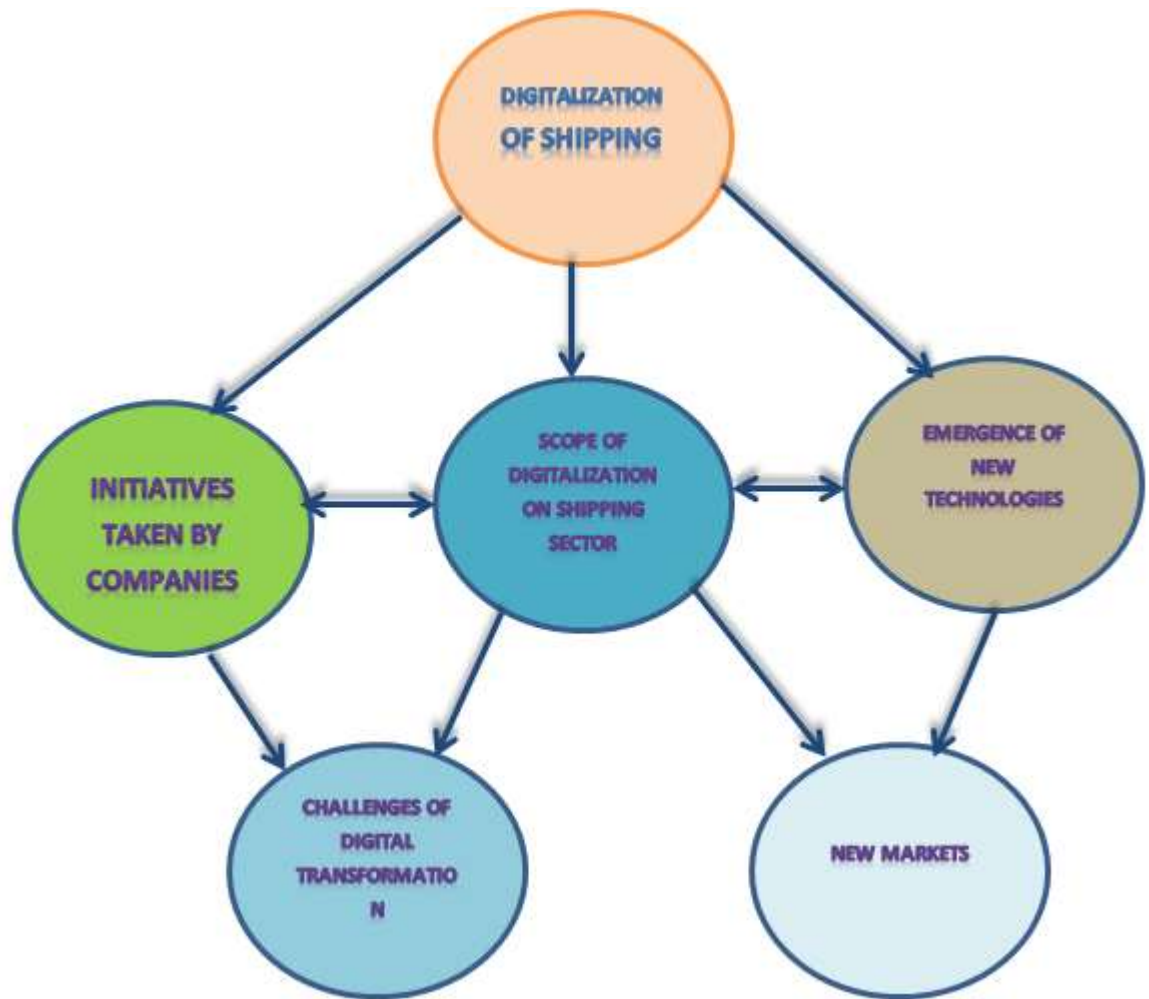 DIGITALIZATION
OF SHIPPING
INITIATIVES
TAKEN BY
COMPANIES
SCOPE OF
DIGITALIZATION
ON SHIPPING
SECTOR
EMERGENCE OF
NEW
TECHNOLOGIES
CHALLENGES OF
DIGITAL
TRANSFORMATIO
N
NEW MARKETS